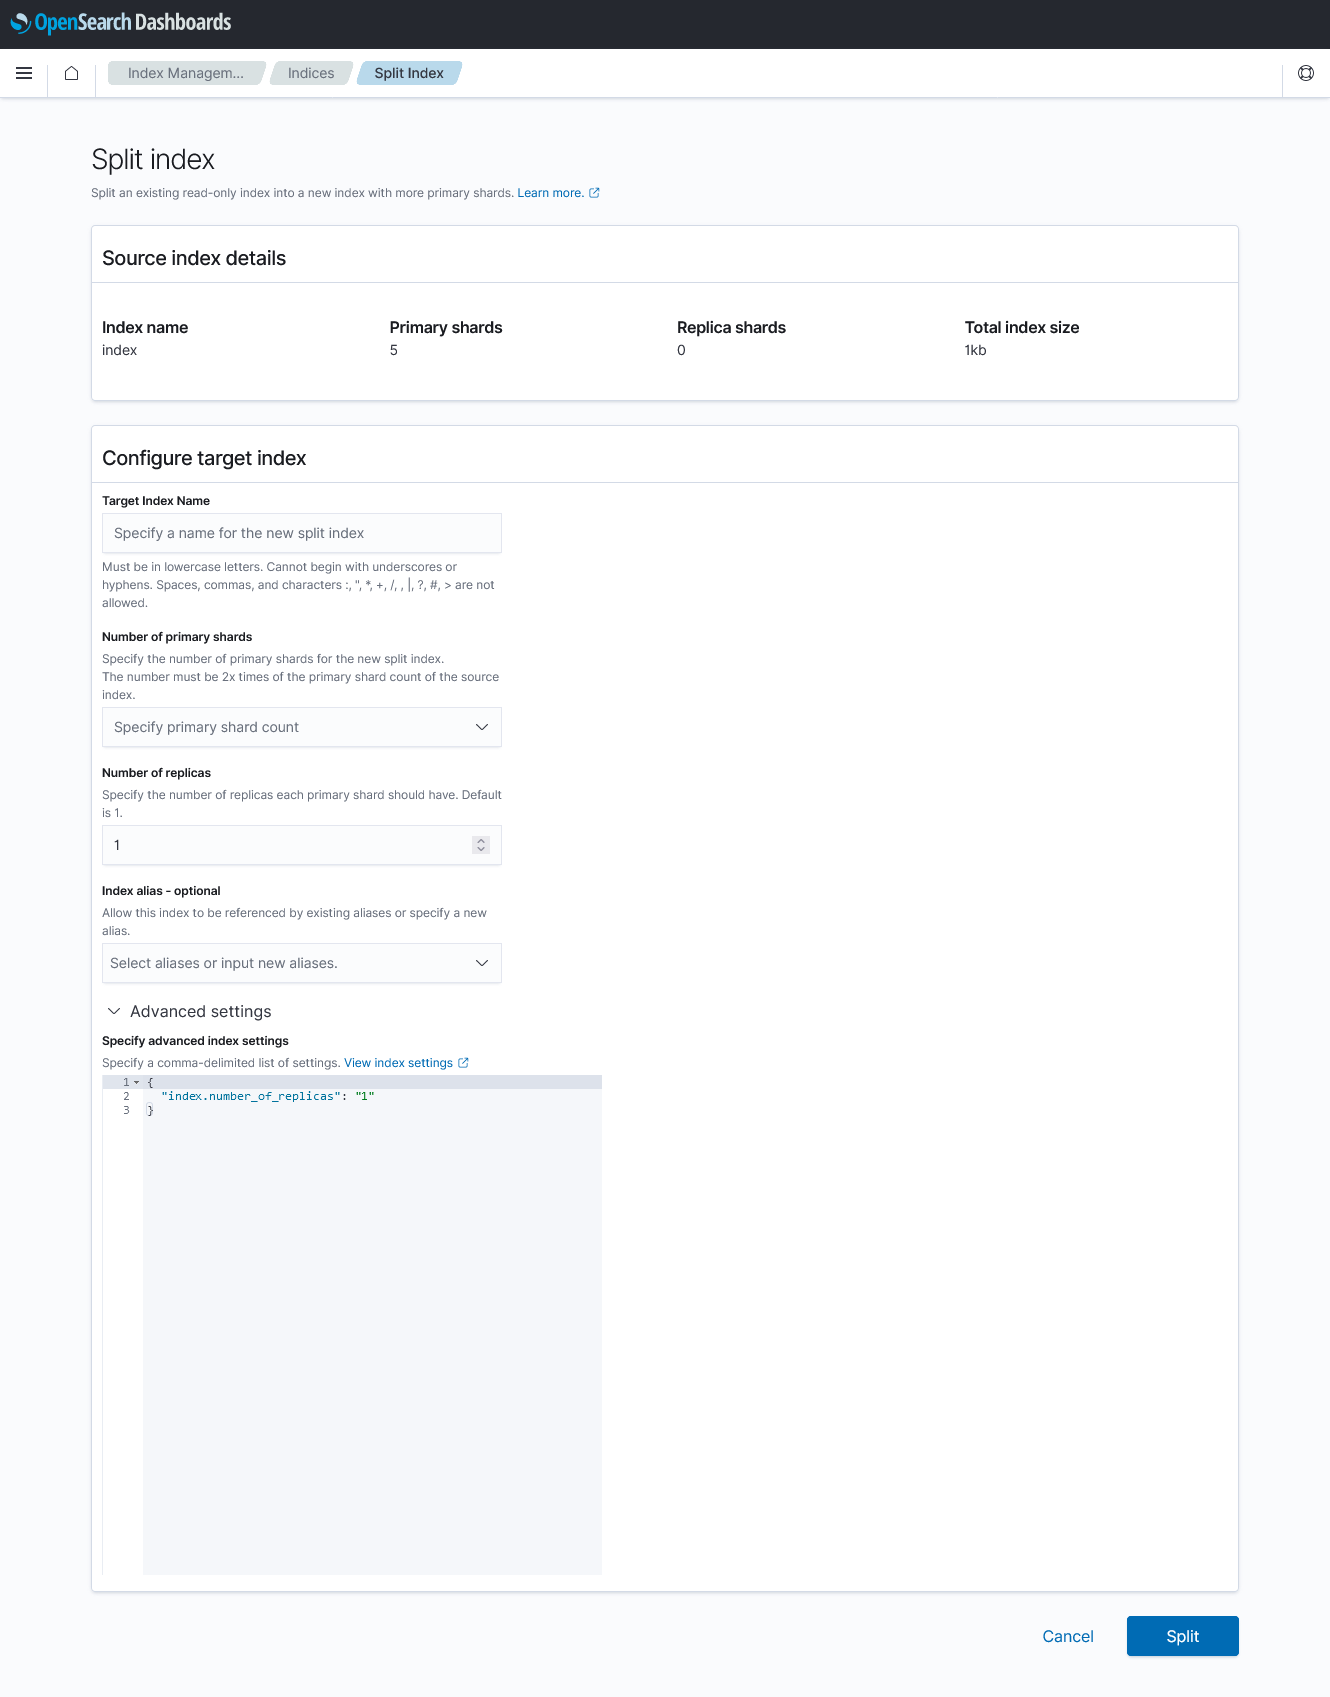 OpenSearch Dashboards
Index Managem... Indices Split Index
Split index
Split an existing read-only index into a new index with more primary shards. Learn more.
Source index details
Index name Primary shards Replica shards Total index size
index 5 0 1kb
Configure target index
Target Index Name
Specify a name for the new split index
Must be in lowercase letters. Cannot begin with underscores or
hyphens. Spaces, commas, and characters :, ", *, +, /, , |, ?, #, > are not
allowed.
Number of primary shards
Specify the number of primary shards for the new split index.
The number must be 2x times of the primary shard count of the source
index.
Specify primary shard count
Number of replicas
Specify the number of replicas each primary shard should have. Default
is 1.
1
Index alias - optional
Allow this index to be referenced by existing aliases or specify a new
alias.
Select aliases or input new aliases.
Advanced settings
Specify advanced index settings
Specify a comma-delimited list of settings. View index settings
1 {
2 "index.number_of_replicas": "1"
3 }
Cancel Split